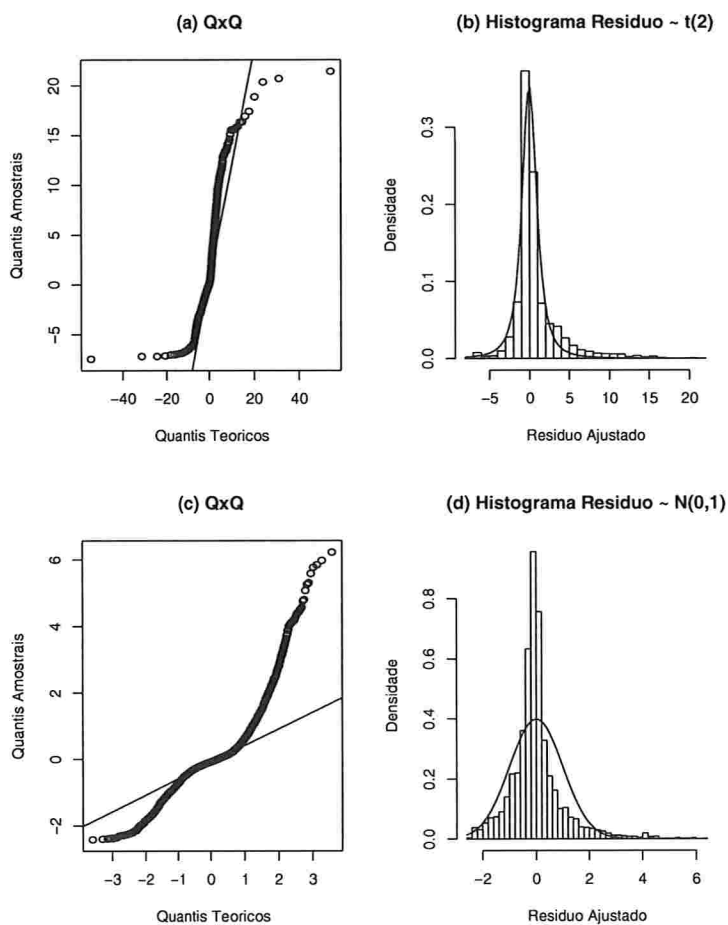 (a) QxQ
Quantis Amostrais
20
15
10
5
0
−5
−40 −20 0 20 40
Quantis Teoricos
(b) Histograma Residuo ~ t(2)
Densidade
0.3
0.2
0.1
0.0
−5 0 5 10 15 20
Residuo Ajustado
(c) QxQ
Quantis Amostrais
6
4
2
0
−2
−3 −2 −1 0 1 2 3
Quantis Teoricos
(d) Histograma Residuo ~ N(0,1)
Densidade
0.8
0.6
0.4
0.2
0.0
−2 0 2 4 6
Residuo Ajustado